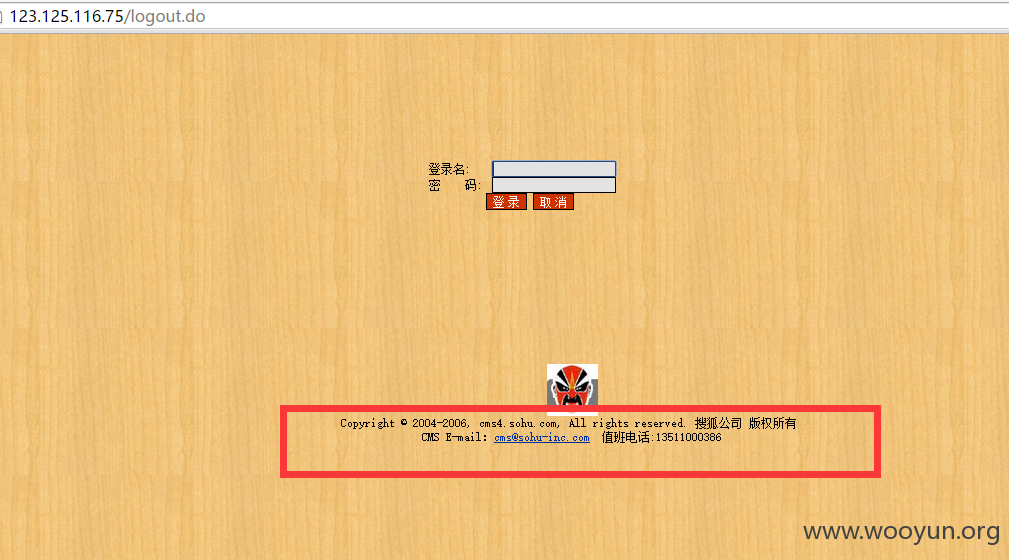 123.125.116.75/logout.do
登录名:
密 码:
登录 取消
Copyright © 2004-2006, cms4.sohu.com, All rights reserved. 搜狐公司 版权所有
CMS E-mail: cms@sohu-inc.com 值班电话:13511000386
www.wooyun.org